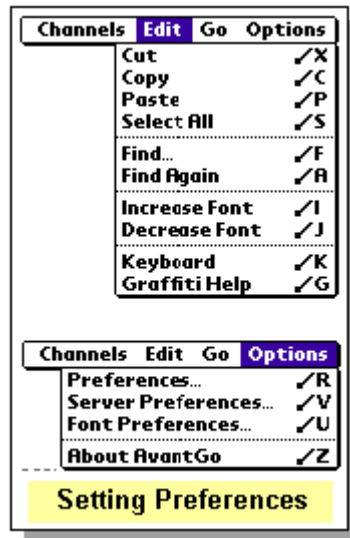 Channels Edit Go Options
Cut /X
Copy /C
Paste /P
Select All /S
Find... /F
Find Again /A
Increase Font /I
Decrease Font /J
Keyboard /K
Graffiti Help /G
Channels Edit Go Options
Preferences... /R
Server Preferences... /V
Font Preferences... /U
About AvantGo /Z
Setting Preferences